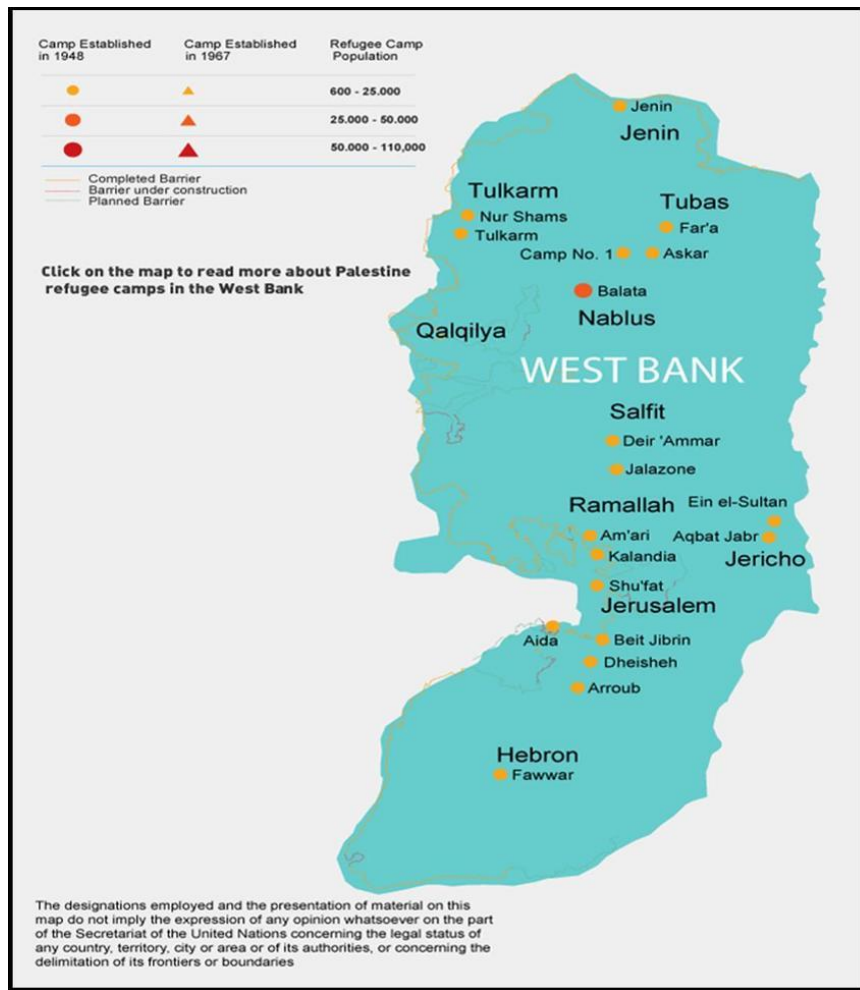 Camp Established in 1948
Camp Established in 1967
Refugee Camp Population
600 - 25.000
25.000 - 50.000
50.000 - 110,000
Completed Barrier
Barrier under construction
Planned Barrier
Click on the map to read more about Palestine
refugee camps in the West Bank
Jenin
Jenin
Tulkarm
Tubas
Nur Shams
Far'a
Tulkarm
Camp No. 1
Askar
Balata
Nablus
Qalqilya
WEST BANK
Salfit
Deir 'Ammar
Jalazone
Ramallah
Ein el-Sultan
Am'ari
Aqbat Jabr
Kalandia
Jericho
Shu'fat
Jerusalem
Aida
Beit Jibrin
Dheisheh
Arroub
Hebron
Fawwar
The designations employed and the presentation of material on this
map do not imply the expression of any opinion whatsoever on the part
of the Secretariat of the United Nations concerning the legal status of
any country, territory, city or area or of its authorities, or concerning the
delimitation of its frontiers or boundaries